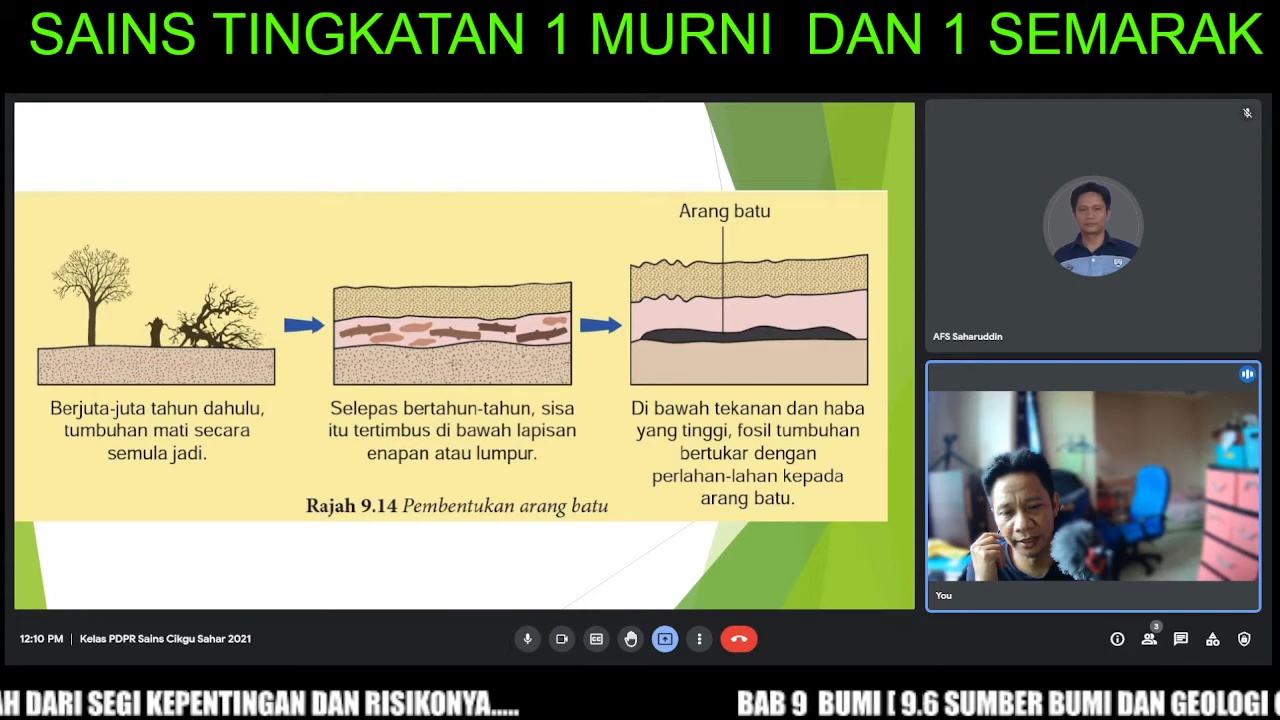 SAINS TINGKATAN 1 MURNI DAN 1 SEMARAK
Arang batu
Berjuta-juta tahun dahulu,
tumbuhan mati secara
semula jadi.
Selepas bertahun-tahun, sisa
itu tertimbus di bawah lapisan
enapan atau lumpur.
Di bawah tekanan dan haba
yang tinggi, fosil tumbuhan
bertukar dengan
perlahan-lahan kepada
arang batu.
Rajah 9.14 Pembentukan arang batu
AFS Saharuddin
You
12:10 PM | Kelas PDPR Sains Cikgu Sahar 2021
3
DARI SEGI KEPENTINGAN DAN RISIKONYA..... BAB 9 BUMI [ 9.6 SUMBER BUMI DAN GEOLOGI